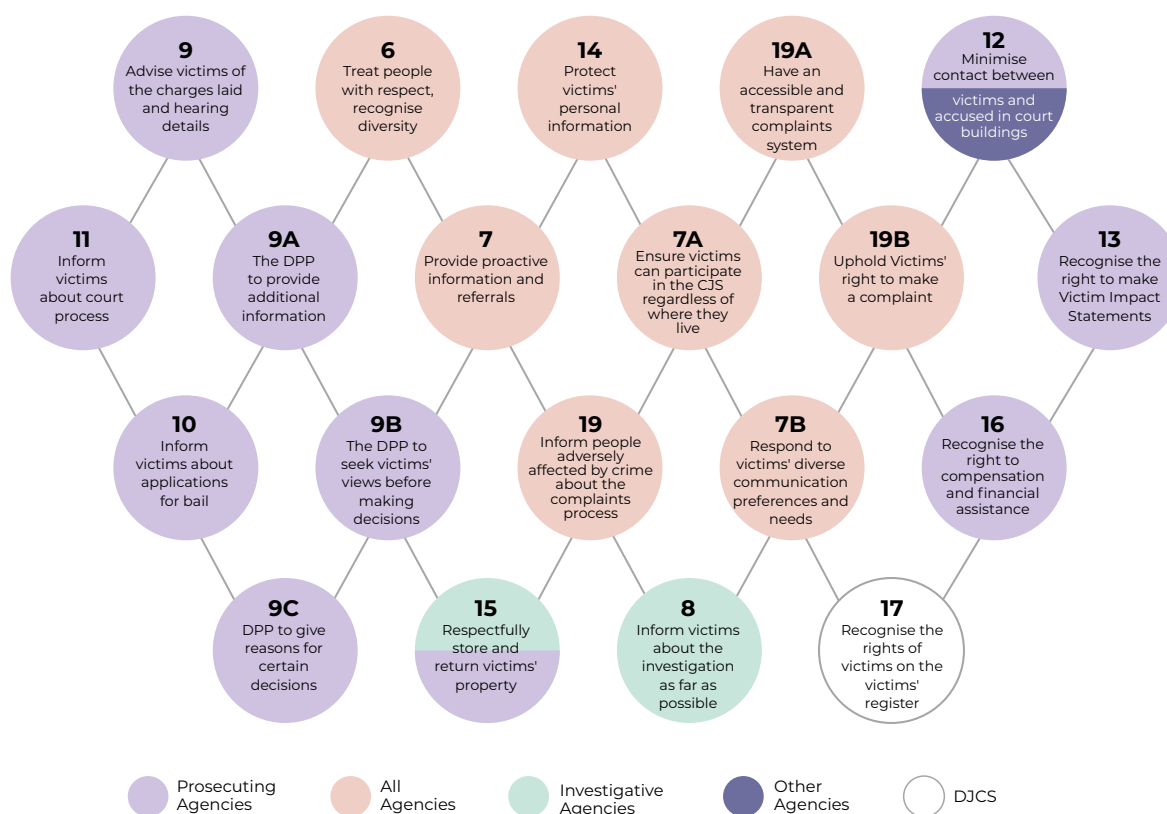 9
Advise victims of
the charges laid
and hearing
details
6
Treat people
with respect,
recognise
diversity
14
Protect
victims'
personal
information
19A
Have an
accessible and
transparent
complaints
system
12
Minimise
contact between
victims and
accused in court
buildings
11
Inform
victims
about court
process
9A
The DPP
to provide
additional
information
7
Provide proactive
information and
referrals
7A
Ensure victims
can participate
in the CJS
regardless of
where they
live
19B
Uphold Victims'
right to make
a complaint
13
Recognise the
right to make
Victim Impact
Statements
10
Inform
victims about
applications
for bail
9B
The DPP to
seek victims'
views before
making
decisions
19
Inform people
adversely
affected by crime
about the
complaints
process
7B
Respond to
victims' diverse
communication
preferences and
needs
16
Recognise the
right to
compensation
and financial
assistance
9C
DPP to give
reasons for
certain
decisions
15
Respectfully
store and
return victims'
property
8
Inform victims
about the
investigation
as far as
possible
17
Recognise the
rights of
victims on the
victims'
register
Prosecuting
Agencies
All
Agencies
Investigative
Agencies
Other
Agencies
DJCS